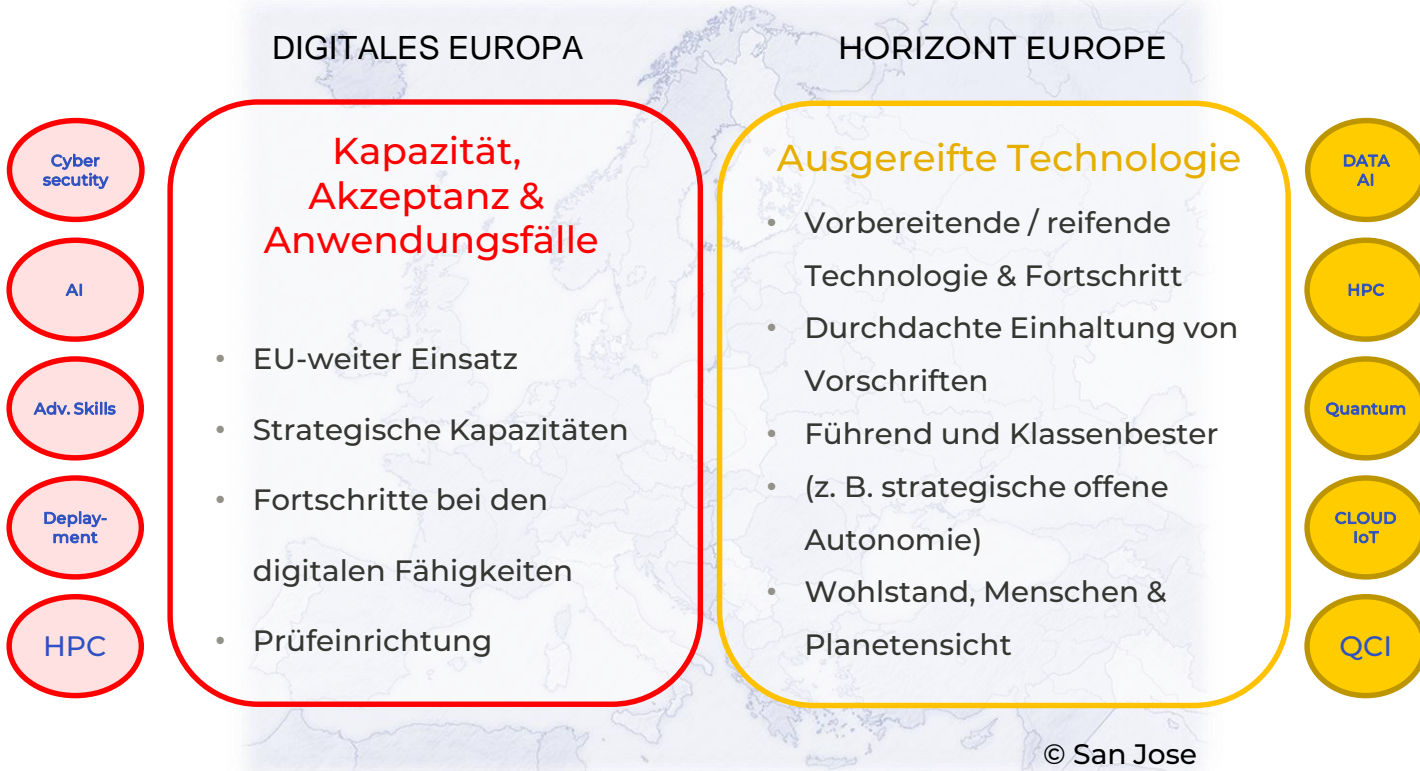 DIGITALES EUROPA
HORIZONT EUROPE
Cyber
secutity
AI
Adv. Skills
Deplay-
ment
HPC
Kapazität,
Akzeptanz &
Anwendungsfälle
• EU-weiter Einsatz
• Strategische Kapazitäten
• Fortschritte bei den
digitalen Fähigkeiten
• Prüfeinrichtung
Ausgereifte Technologie
• Vorbereitende / reifende
Technologie & Fortschritt
• Durchdachte Einhaltung von
Vorschriften
• Führend und Klassenbester
• (z. B. strategische offene
Autonomie)
• Wohlstand, Menschen &
Planetensicht
DATA
AI
HPC
Quantum
CLOUD
IoT
QCI
© San Jose